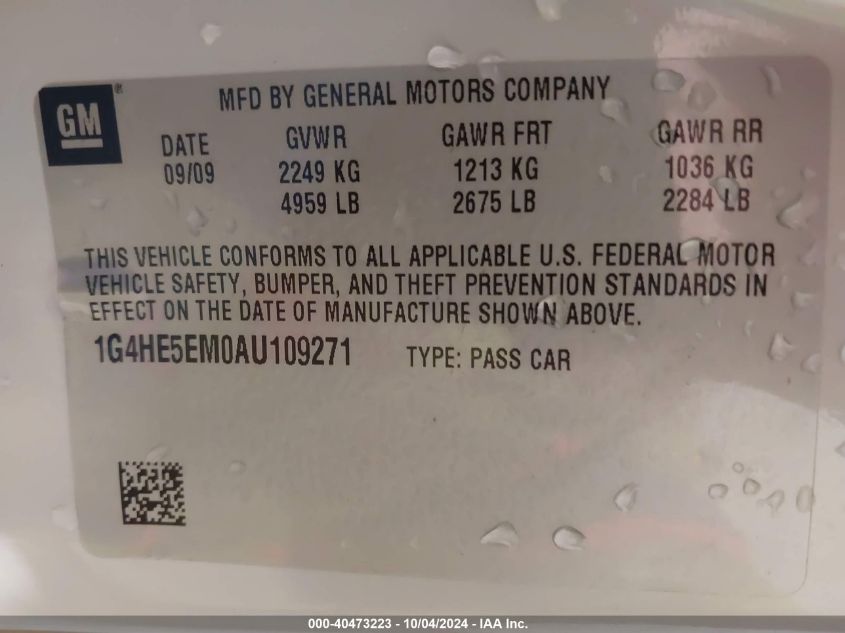 GM ®
MFD BY GENERAL MOTORS COMPANY
DATE GVWR GAWR FRT GAWR RR
09/09 2249 KG 1213 KG 1036 KG
4959 LB 2675 LB 2284 LB
THIS VEHICLE CONFORMS TO ALL APPLICABLE U.S. FEDERAL MOTOR
VEHICLE SAFETY, BUMPER, AND THEFT PREVENTION STANDARDS IN
EFFECT ON THE DATE OF MANUFACTURE SHOWN ABOVE.
1G4HE5EM0AU109271 TYPE: PASS CAR
000-40473223 - 10/04/2024 - IAA Inc.